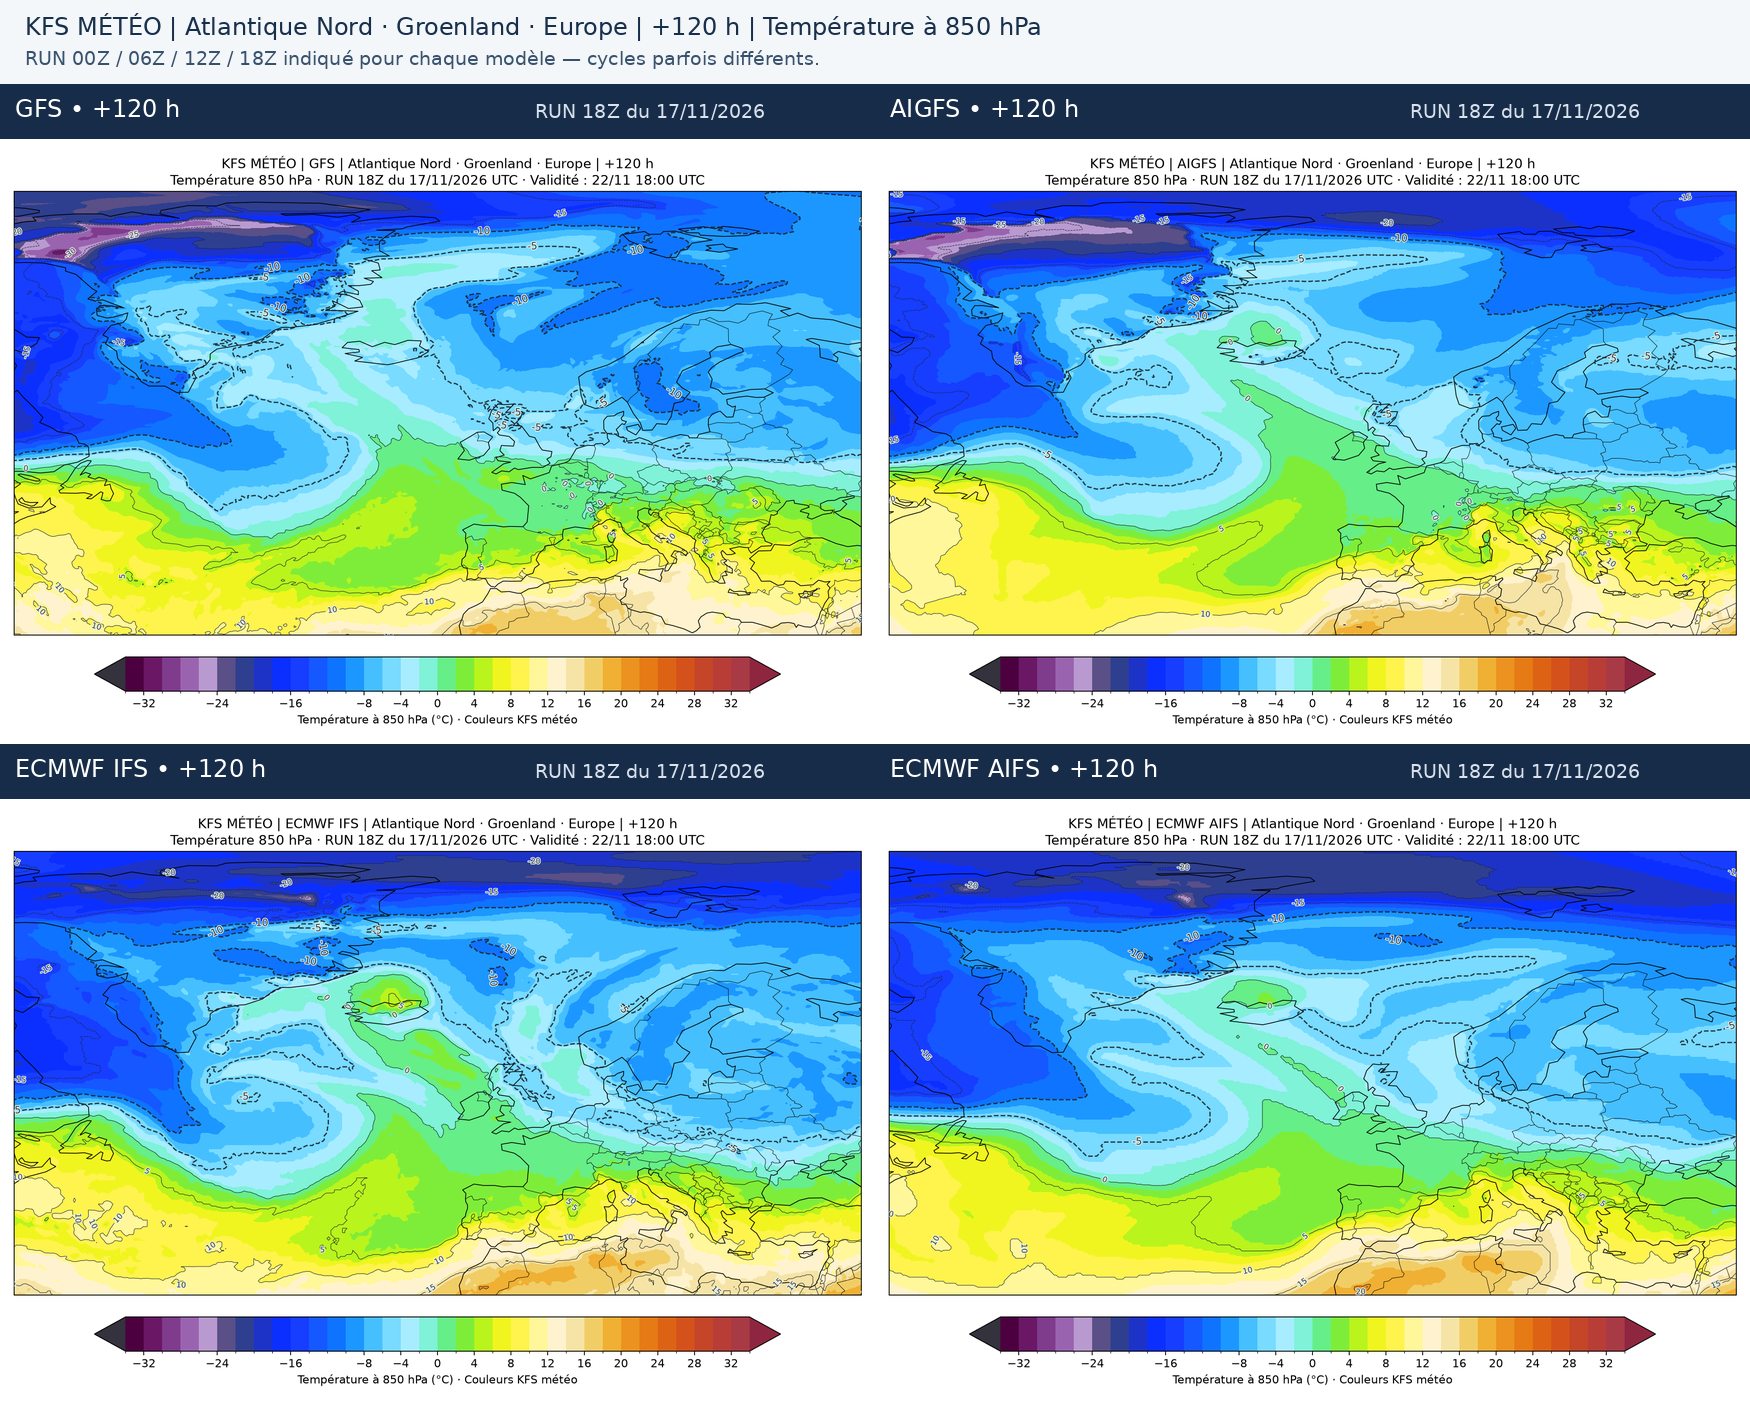 KFS MÉTÉO | Atlantique Nord · Groenland · Europe | +120 h | Température à 850 hPa
RUN 00Z / 06Z / 12Z / 18Z indiqué pour chaque modèle — cycles parfois différents.
GFS • +120 h
RUN 18Z du 17/11/2026
AIGFS • +120 h
RUN 18Z du 17/11/2026
KFS MÉTÉO | GFS | Atlantique Nord · Groenland · Europe | +120 h
Température 850 hPa · RUN 18Z du 17/11/2026 UTC · Validité : 22/11 18:00 UTC
KFS MÉTÉO | AIGFS | Atlantique Nord · Groenland · Europe | +120 h
Température 850 hPa · RUN 18Z du 17/11/2026 UTC · Validité : 22/11 18:00 UTC
−32 −24 −16 −8 −4 0 4 8 12 16 20 24 28 32
Température à 850 hPa (°C) · Couleurs KFS météo
−32 −24 −16 −8 −4 0 4 8 12 16 20 24 28 32
Température à 850 hPa (°C) · Couleurs KFS météo
ECMWF IFS • +120 h
RUN 18Z du 17/11/2026
ECMWF AIFS • +120 h
RUN 18Z du 17/11/2026
KFS MÉTÉO | ECMWF IFS | Atlantique Nord · Groenland · Europe | +120 h
Température 850 hPa · RUN 18Z du 17/11/2026 UTC · Validité : 22/11 18:00 UTC
KFS MÉTÉO | ECMWF AIFS | Atlantique Nord · Groenland · Europe | +120 h
Température 850 hPa · RUN 18Z du 17/11/2026 UTC · Validité : 22/11 18:00 UTC
−32 −24 −16 −8 −4 0 4 8 12 16 20 24 28 32
Température à 850 hPa (°C) · Couleurs KFS météo
−32 −24 −16 −8 −4 0 4 8 12 16 20 24 28 32
Température à 850 hPa (°C) · Couleurs KFS météo